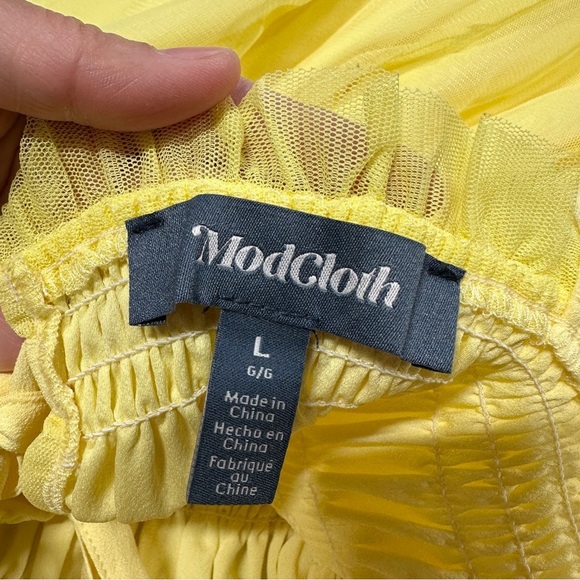 ModCloth
L
G/G
Made in
China
Hecho en
China
Fabriqué
au
Chine